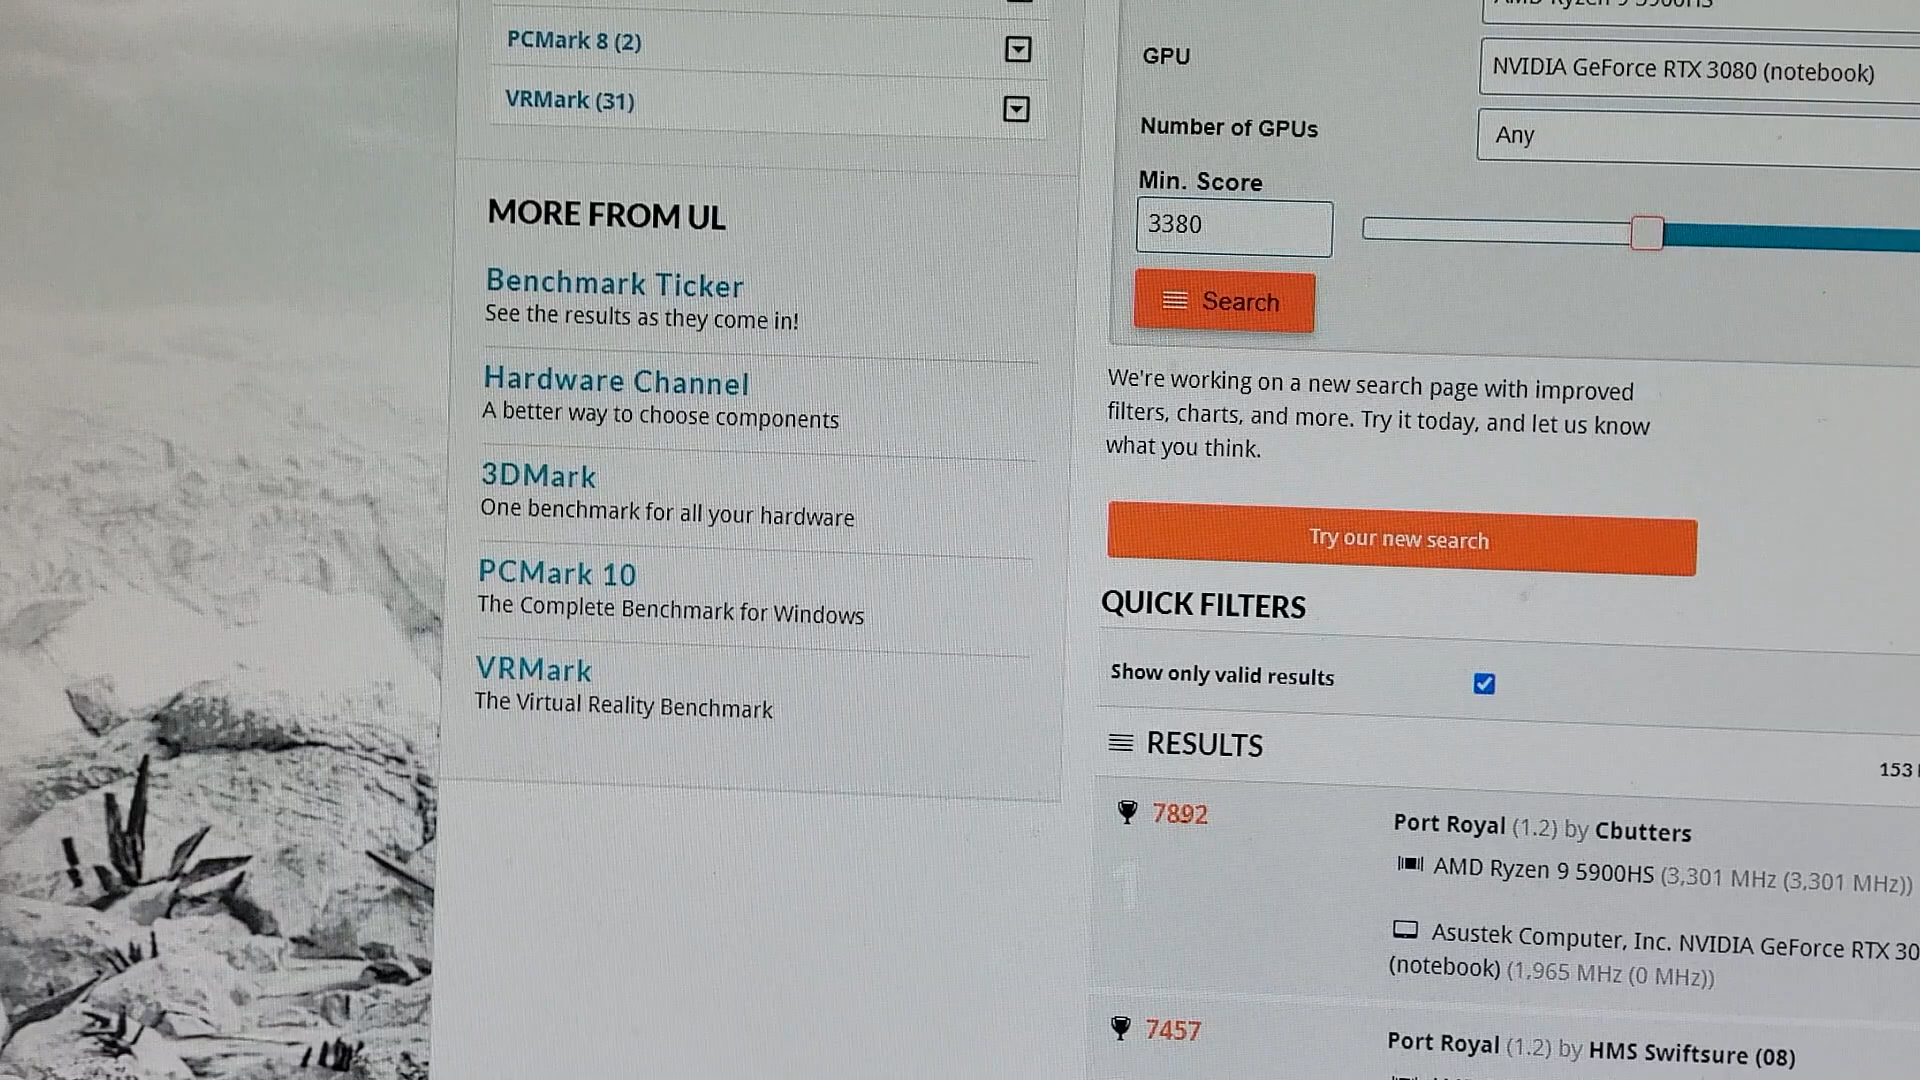 PCMark 8 (2)
VRMark (31)
MORE FROM UL
Benchmark Ticker
See the results as they come in!
Hardware Channel
A better way to choose components
3DMark
One benchmark for all your hardware
PCMark 10
The Complete Benchmark for Windows
VRMark
The Virtual Reality Benchmark
AMD Ryzen 9 5900HS
GPU
NVIDIA GeForce RTX 3080 (notebook)
Number of GPUs
Any
Min. Score
3380
Search
We're working on a new search page with improved
filters, charts, and more. Try it today, and let us know
what you think.
Try our new search
QUICK FILTERS
Show only valid results
RESULTS
153
7892
Port Royal (1.2) by Cbutters
AMD Ryzen 9 5900HS (3,301 MHz (3,301 MHz))
1
Asustek Computer, Inc. NVIDIA GeForce RTX 30
(notebook) (1,965 MHz (0 MHz))
7457
Port Royal (1.2) by HMS Swiftsure (08)